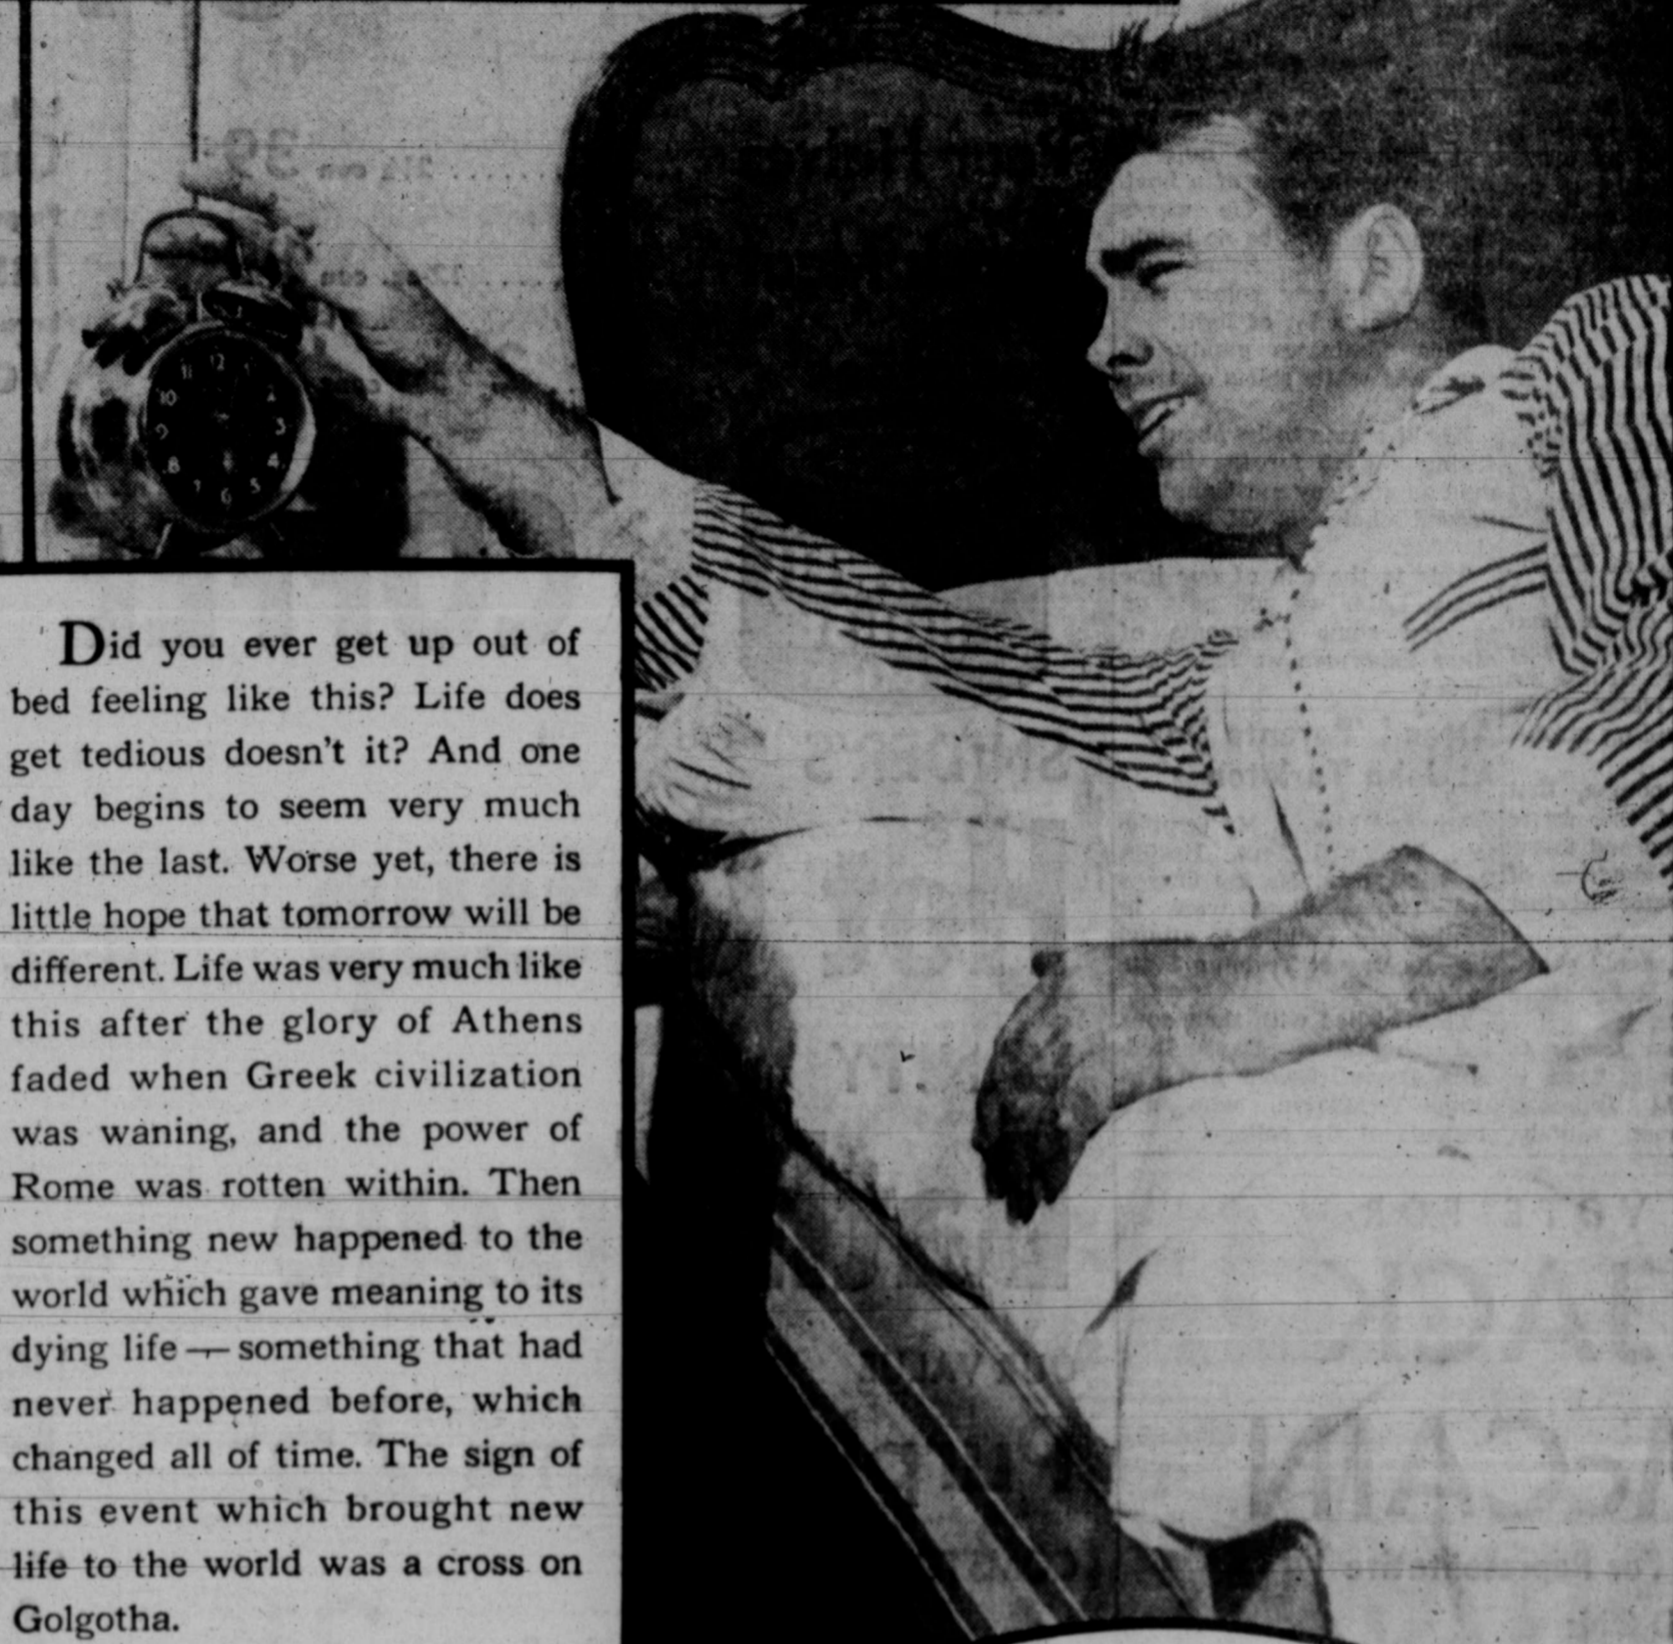 Did you ever get up out of
bed feeling like this? Life does
get tedious doesn't it? And one
day begins to seem very much
like the last. Worse yet, there is
little hope that tomorrow will be
different. Life was very much like
this after the glory of Athens
faded when Greek civilization
was waning, and the power of
Rome was rotten within. Then
something new happened to the
world which gave meaning to its
dying life — something that had
never happened before, which
changed all of time. The sign of
this event which brought new
life to the world was a cross on
Golgotha.